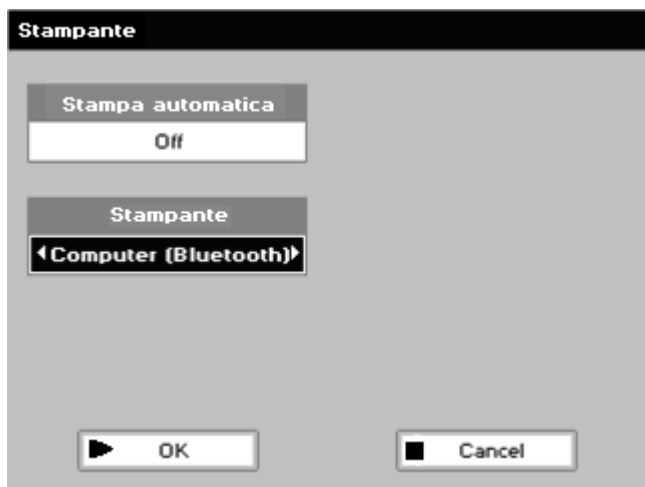 Stampante
Stampa automatica
Off
Stampante
Computer (Bluetooth)
OK
Cancel